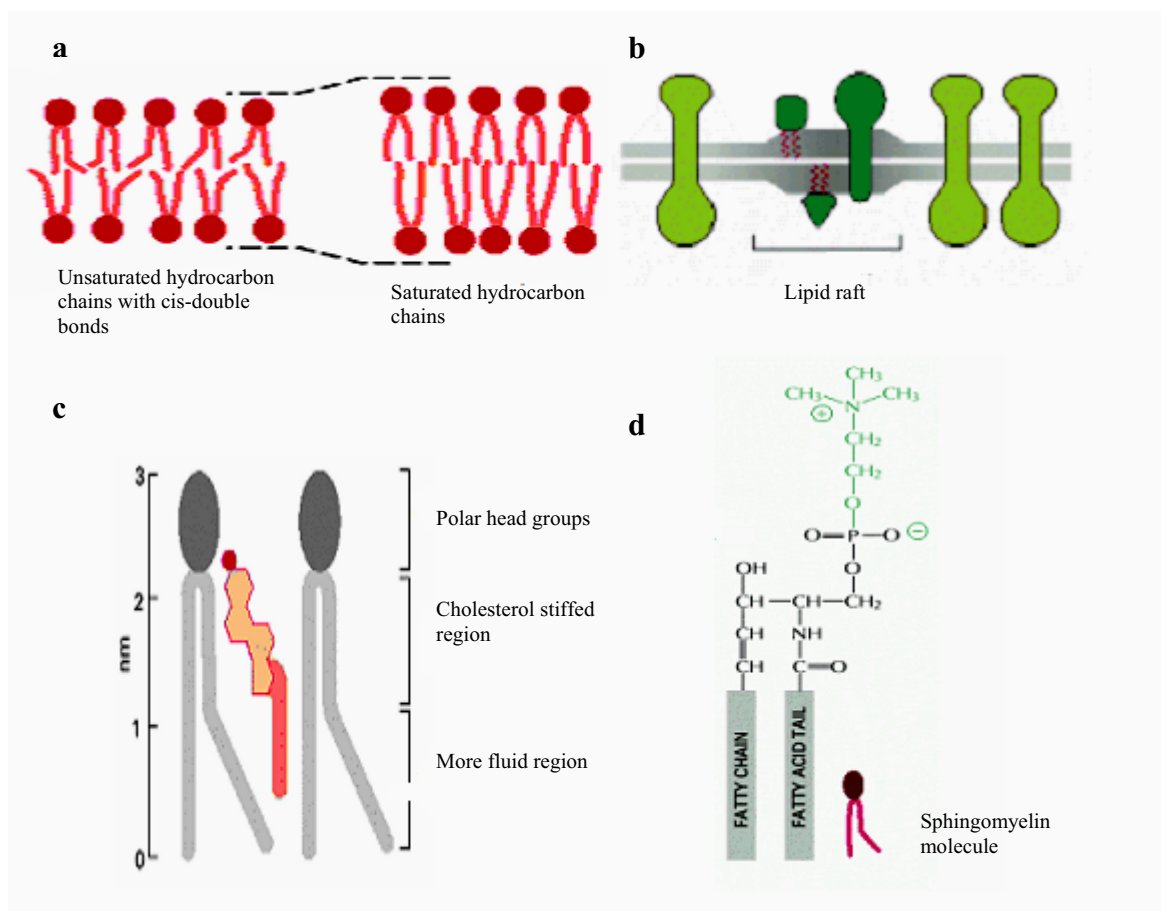 a
b
Unsaturated hydrocarbon
chains with cis-double
bonds
Saturated hydrocarbon
chains
Lipid raft
c
3
2
nm
1
0
Polar head groups
Cholesterol stiffed
region
More fluid region
d
CH₃
CH₃ N CH₃
+
CH₂
CH₂
O
O=P—O −
O
OH
CH—CH—CH₂
CH NH
CH C=O
FATTY CHAIN
FATTY ACID TAIL
Sphingomyelin
molecule